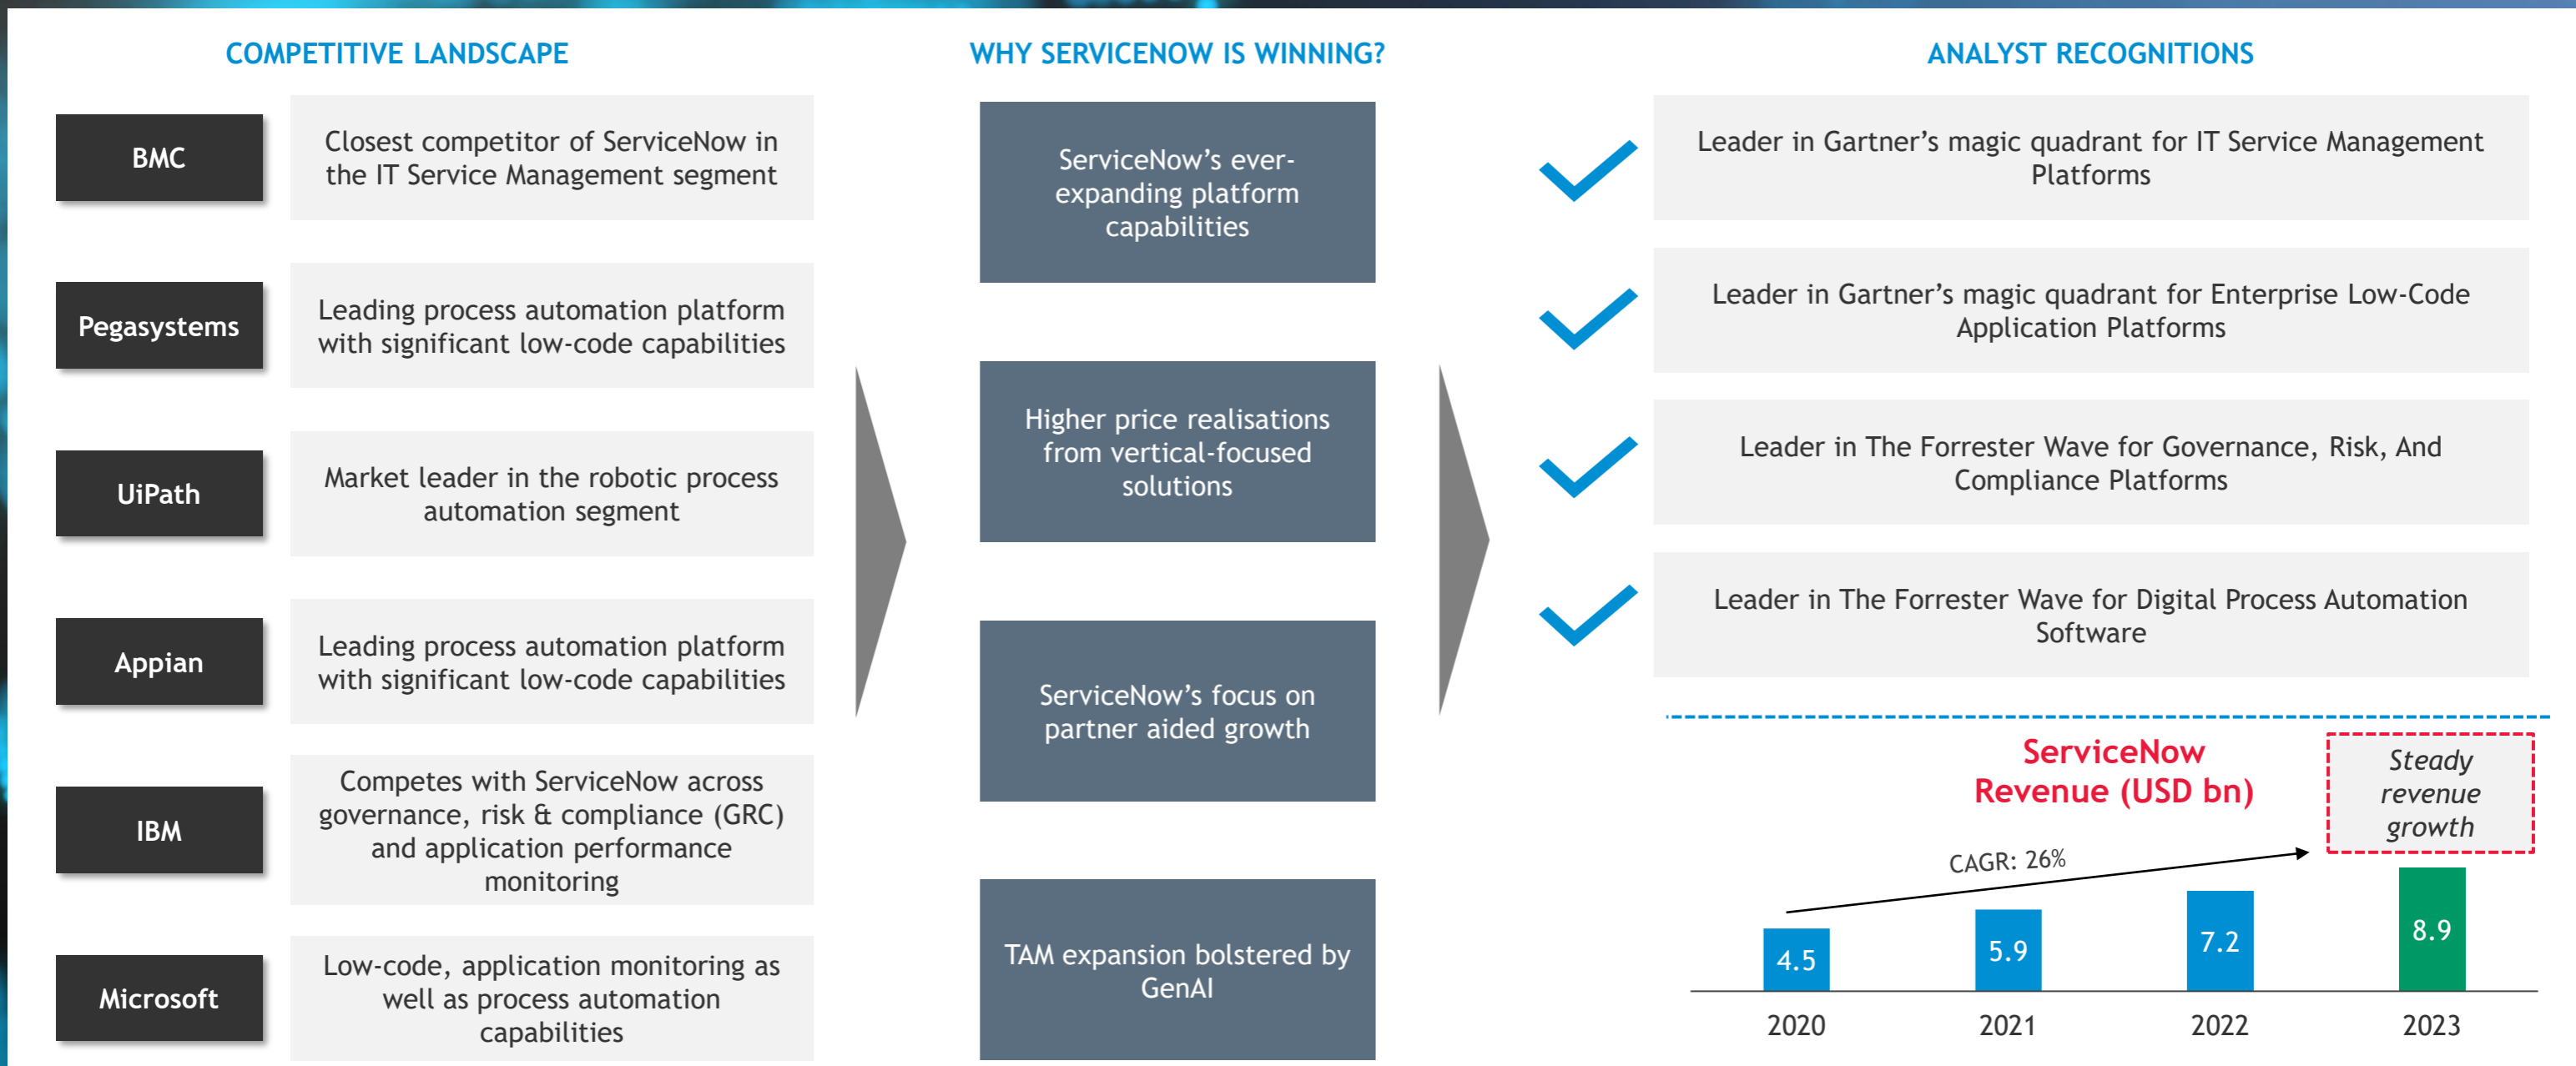 COMPETITIVE LANDSCAPE
BMC
Closest competitor of ServiceNow in
the IT Service Management segment
Pegasystems
Leading process automation platform
with significant low-code capabilities
UiPath
Market leader in the robotic process
automation segment
Appian
Leading process automation platform
with significant low-code capabilities
IBM
Competes with ServiceNow across
governance, risk & compliance (GRC)
and application performance
monitoring
Microsoft
Low-code, application monitoring as
well as process automation
capabilities
WHY SERVICENOW IS WINNING?
ServiceNow’s ever-
expanding platform
capabilities
Higher price realisations
from vertical-focused
solutions
ServiceNow’s focus on
partner aided growth
TAM expansion bolstered by
GenAI
ANALYST RECOGNITIONS
Leader in Gartner’s magic quadrant for IT Service Management
Platforms
Leader in Gartner’s magic quadrant for Enterprise Low-Code
Application Platforms
Leader in The Forrester Wave for Governance, Risk, And
Compliance Platforms
Leader in The Forrester Wave for Digital Process Automation
Software
ServiceNow
Revenue (USD bn)
Steady
revenue
growth
CAGR: 26%
4.5
5.9
7.2
8.9
2020
2021
2022
2023